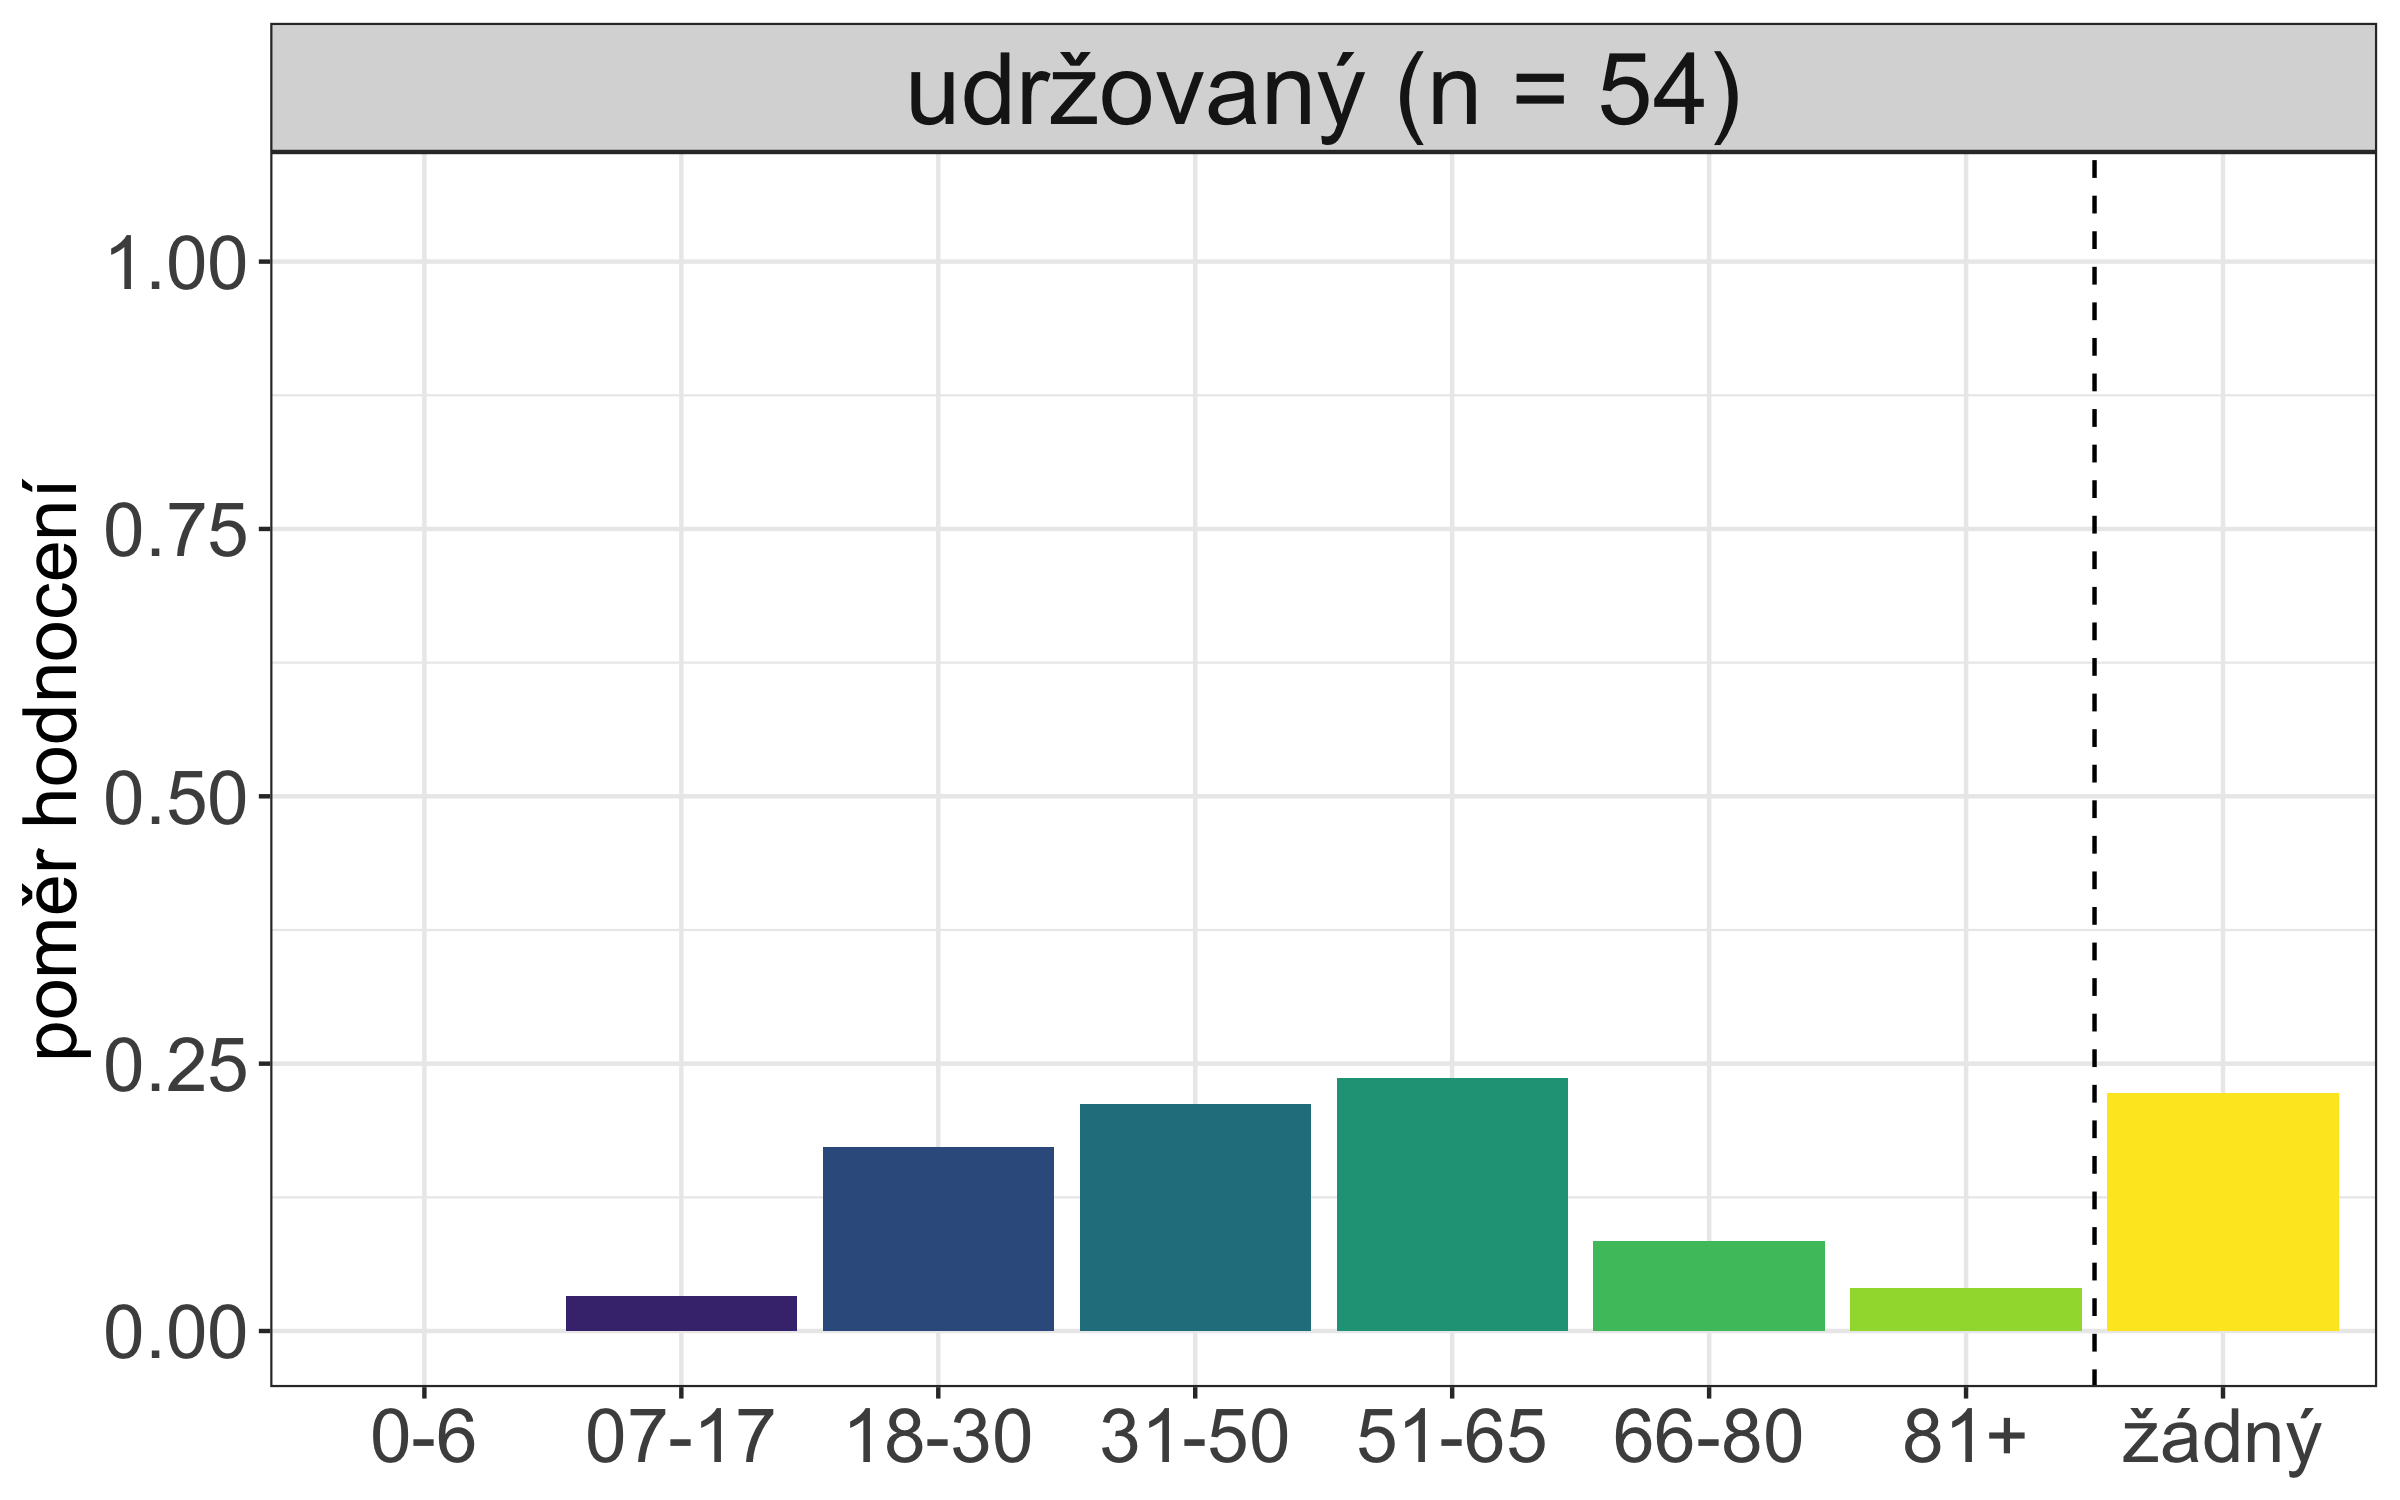 udržovaný (n = 54)
poměr hodnocení
1.00
0.75
0.50
0.25
0.00
0-6 07-17 18-30 31-50 51-65 66-80 81+ žádný